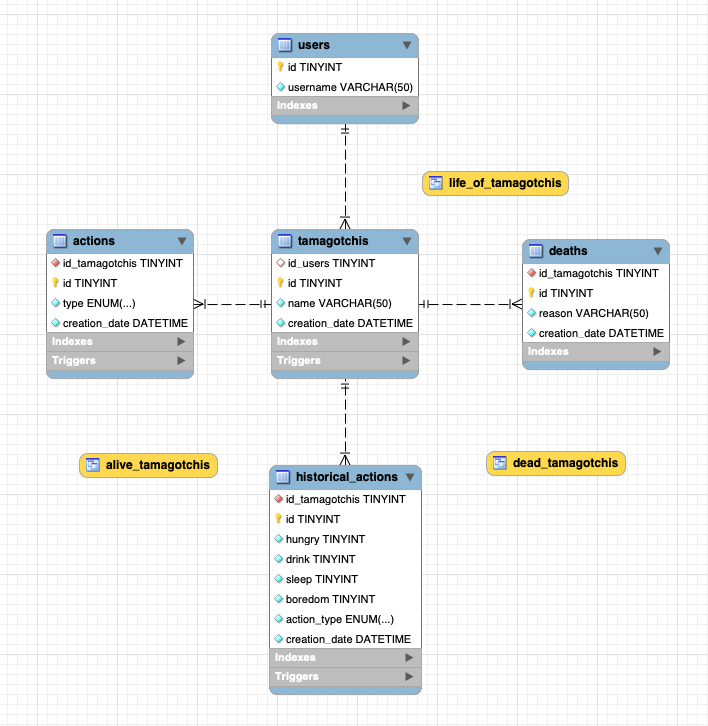 users
id TINYINT
username VARCHAR(50)
Indexes
life_of_tamagotchis
actions
id_tamagotchis TINYINT
id TINYINT
type ENUM(...)
creation_date DATETIME
Indexes
Triggers
tamagotchis
id_users TINYINT
id TINYINT
name VARCHAR(50)
creation_date DATETIME
Indexes
Triggers
deaths
id_tamagotchis TINYINT
id TINYINT
reason VARCHAR(50)
creation_date DATETIME
Indexes
alive_tamagotchis
dead_tamagotchis
historical_actions
id_tamagotchis TINYINT
id TINYINT
hungry TINYINT
drink TINYINT
sleep TINYINT
boredom TINYINT
action_type ENUM(...)
creation_date DATETIME
Indexes
Triggers